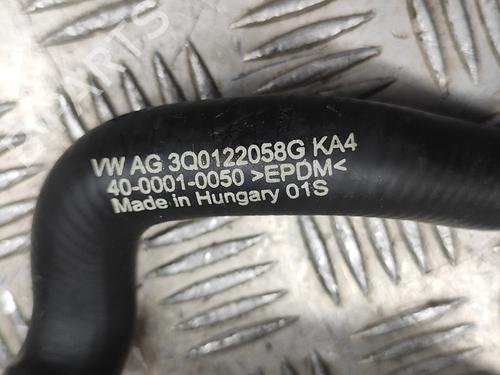 VW AG 3Q0122058G KA4
40-0001-0050 >EPDM<
Made in Hungary 01S